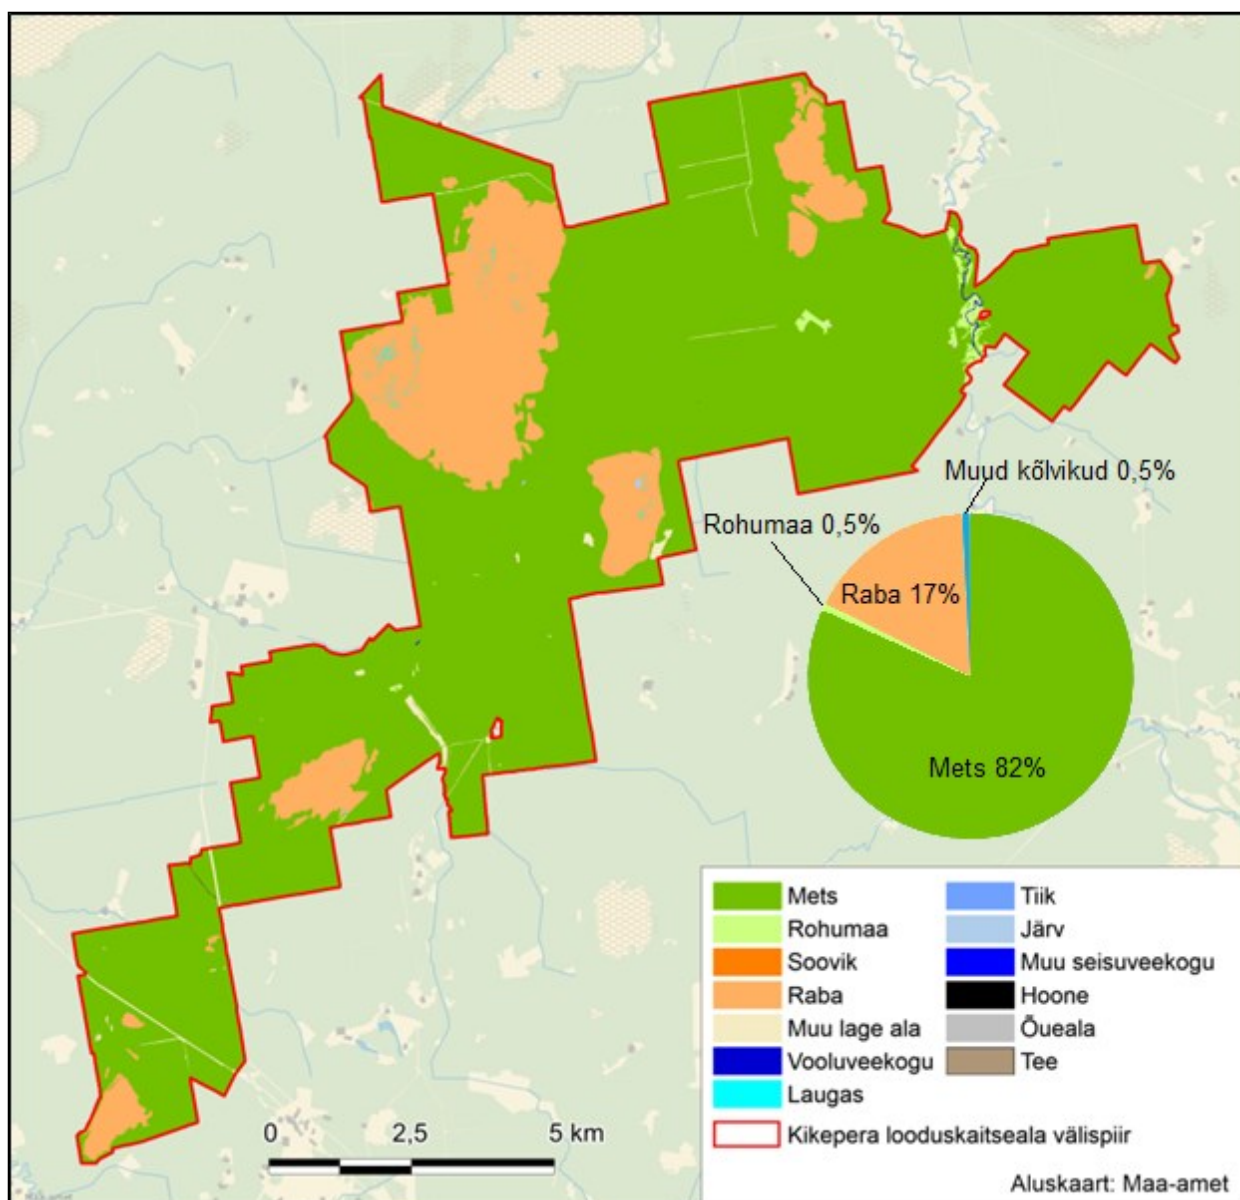 Muud kõlvikud 0,5%
Rohumaa 0,5%
Raba 17%
Mets 82%
Mets
Rohumaa
Soovik
Raba
Muu lage ala
Vooluveekogu
Laugas
Tiik
Järv
Muu seisuveekogu
Hoone
Õueala
Tee
Kikepera looduskaitseala välispiir
0 2,5 5 km
Aluskaart: Maa-amet